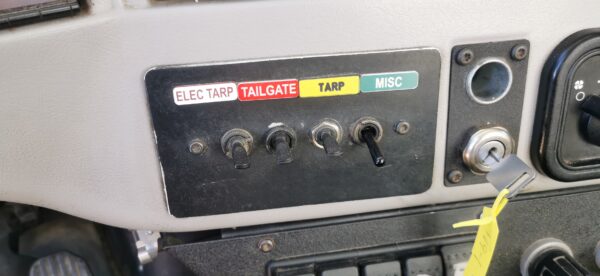 ELEC TARP TAILGATE TARP MISC